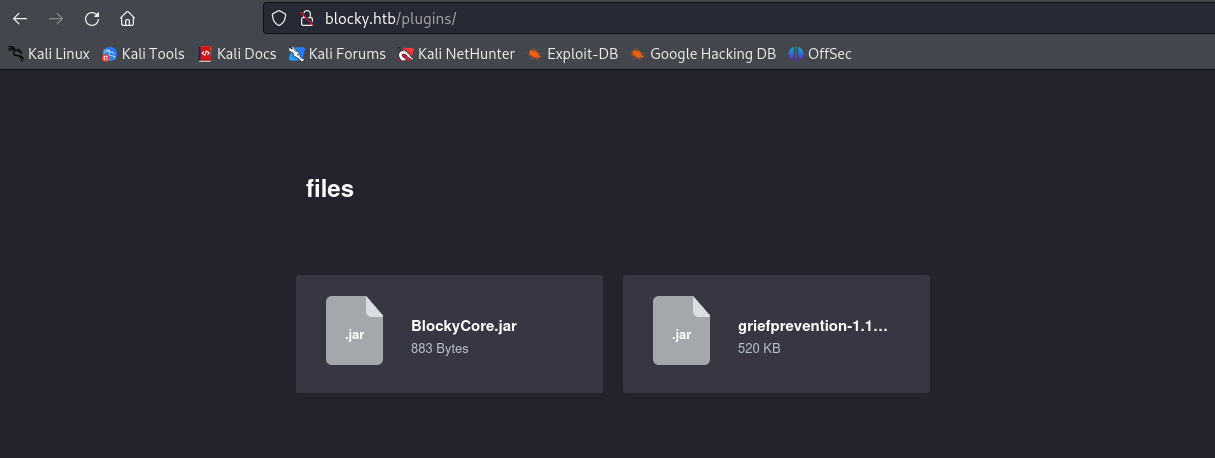 blocky.htb/plugins/
Kali Linux Kali Tools Kali Docs Kali Forums Kali NetHunter Exploit-DB Google Hacking DB OffSec
files
.jar
BlockyCore.jar
883 Bytes
.jar
griefprevention-1.1...
520 KB